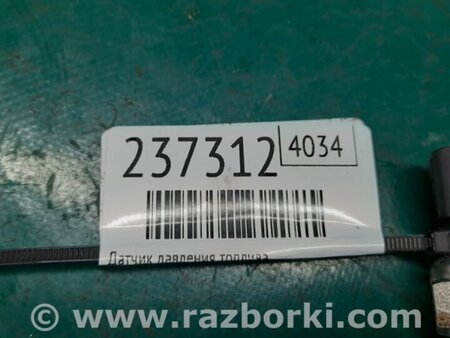 237312 4034
Датчик давления топлива
© www.razborki.com